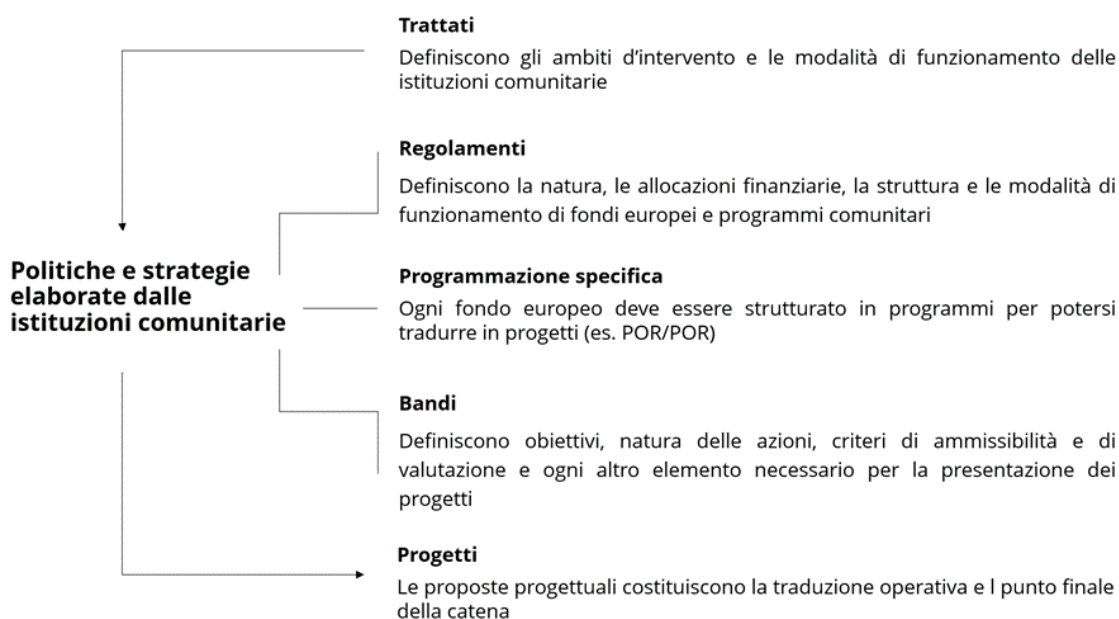 Trattati
Definiscono gli ambiti d'intervento e le modalità di funzionamento delle
istituzioni comunitarie
Regolamenti
Definiscono la natura, le allocazioni finanziarie, la struttura e le modalità di
funzionamento di fondi europei e programmi comunitari
Politiche e strategie
elaborate dalle
istituzioni comunitarie
Programmazione specifica
Ogni fondo europeo deve essere strutturato in programmi per potersi
tradurre in progetti (es. POR/POR)
Bandi
Definiscono obiettivi, natura delle azioni, criteri di ammissibilità e di
valutazione e ogni altro elemento necessario per la presentazione dei
progetti
Progetti
Le proposte progettuali costituiscono la traduzione operativa e l punto finale
della catena